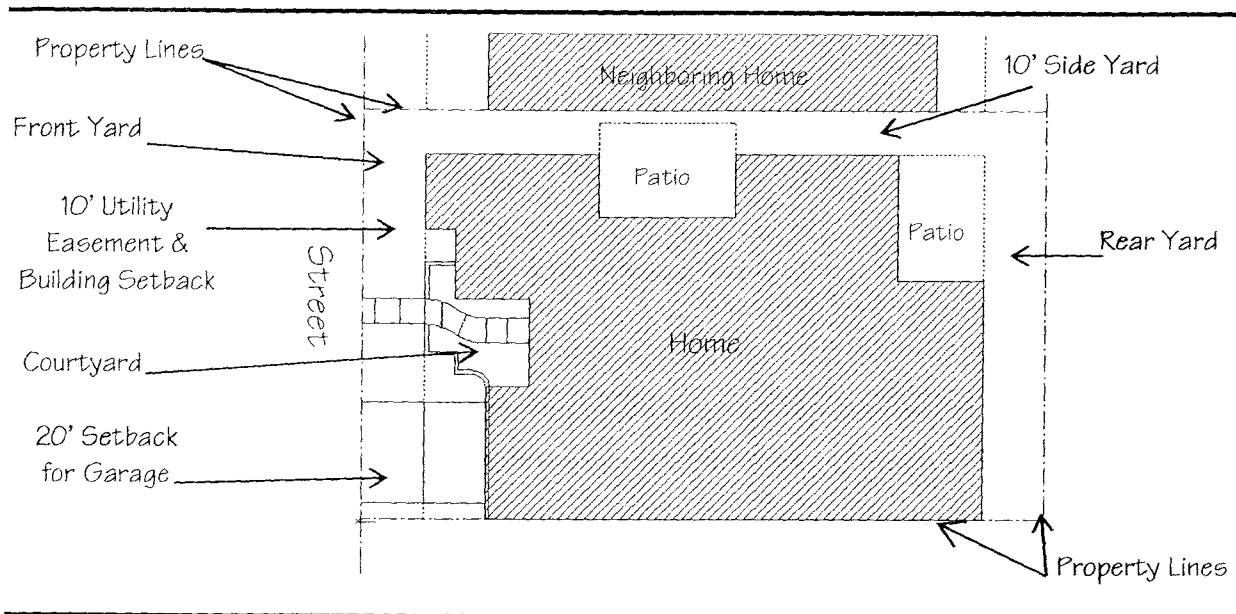 Property Lines
Neighboring Home
10' Side Yard
Front Yard
Patio
10' Utility
Easement &
Building Setback
Street
Patio
Rear Yard
Home
Courtyard
20' Setback
for Garage
Property Lines